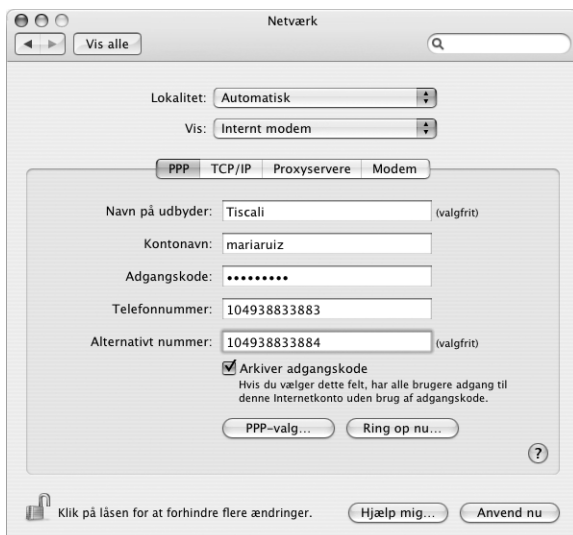 Netværk
Vis alle
Lokalitet: Automatisk
Vis: Internt modem
PPP TCP/IP Proxyservere Modem
Navn på udbyder: Tiscali (valgfrit)
Kontonavn: mariaruiz
Adgangskode: •••••••••
Telefonnummer: 104938833883
Alternativt nummer: 104938833884 (valgfrit)
Arkiver adgangskode
Hvis du vælger dette felt, har alle brugere adgang til
denne Internetkonto uden brug af adgangskode.
PPP-valg... Ring op nu...
?
Klik på låsen for at forhindre flere ændringer. Hjælp mig... Anvend nu